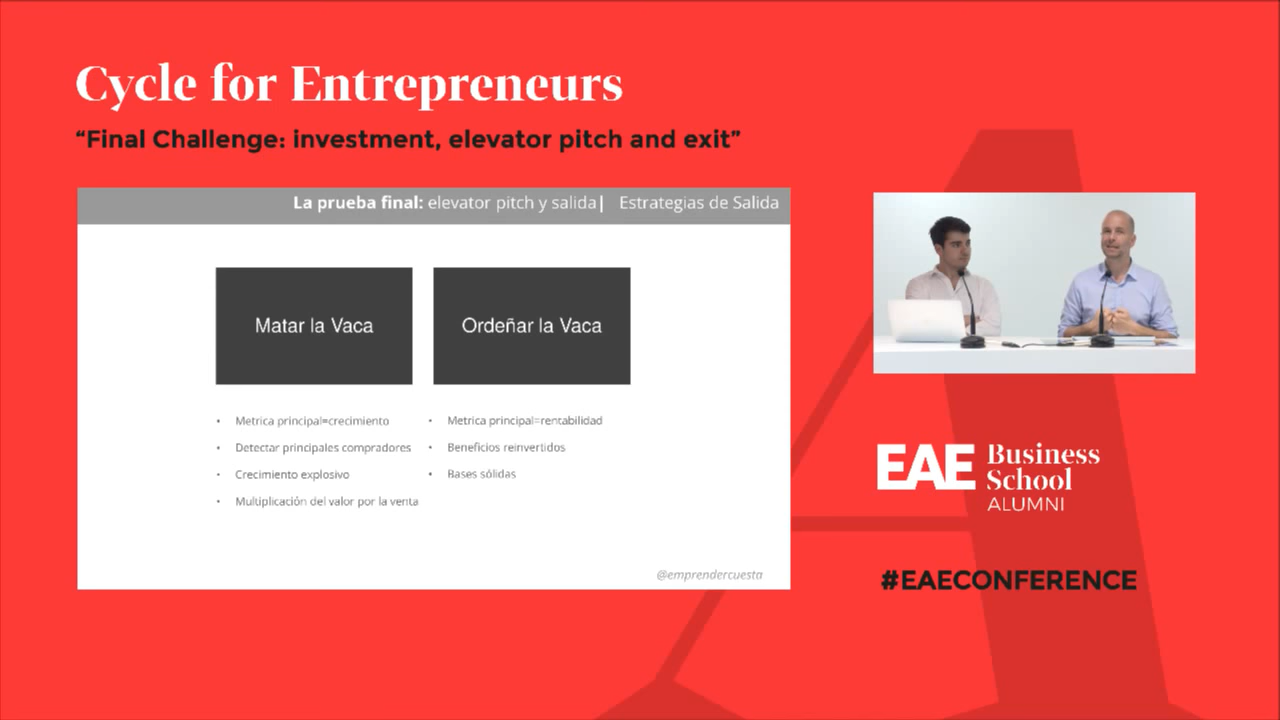 Cycle for Entrepreneurs
“Final Challenge: investment, elevator pitch and exit”
La prueba final: elevator pitch y salida| Estrategias de Salida
Matar la Vaca
Ordeñar la Vaca
• Metrica principal=crecimiento
• Detectar principales compradores
• Crecimiento explosivo
• Multiplicación del valor por la venta
• Metrica principal=rentabilidad
• Beneficios reinvertidos
• Bases sólidas
@emprendercuesta
EAE Business
School
ALUMNI
#EAECONFERENCE